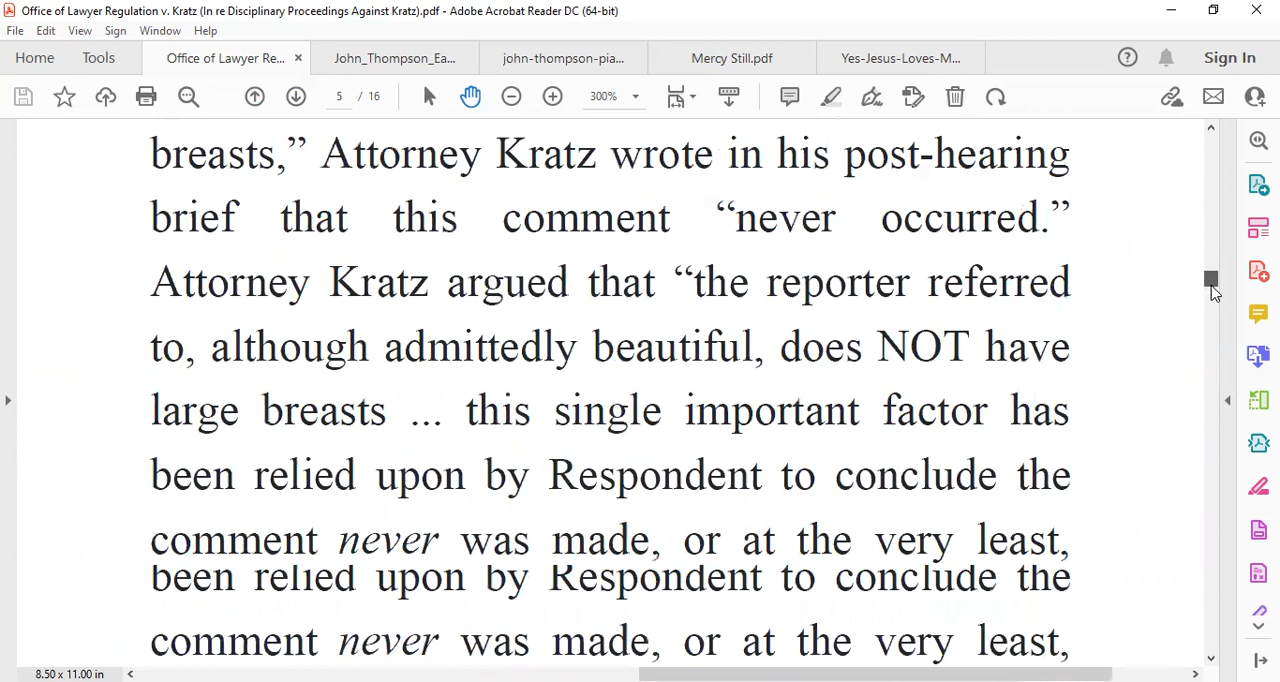 Office of Lawyer Regulation v. Kratz (In re Disciplinary Proceedings Against Kratz).pdf - Adobe Acrobat Reader DC (64-bit)
File Edit View Sign Window Help
Home Tools Office of Lawyer Re... × John_Thompson_Ea... john-thompson-pia... Mercy Still.pdf Yes-Jesus-Loves-M... Sign In
5 / 16 300%
breasts,” Attorney Kratz wrote in his post-hearing
brief that this comment “never occurred.”
Attorney Kratz argued that “the reporter referred
to, although admittedly beautiful, does NOT have
large breasts ... this single important factor has
been relied upon by Respondent to conclude the
comment never was made, or at the very least,
been relied upon by Respondent to conclude the
comment never was made, or at the very least,
8.50 x 11.00 in